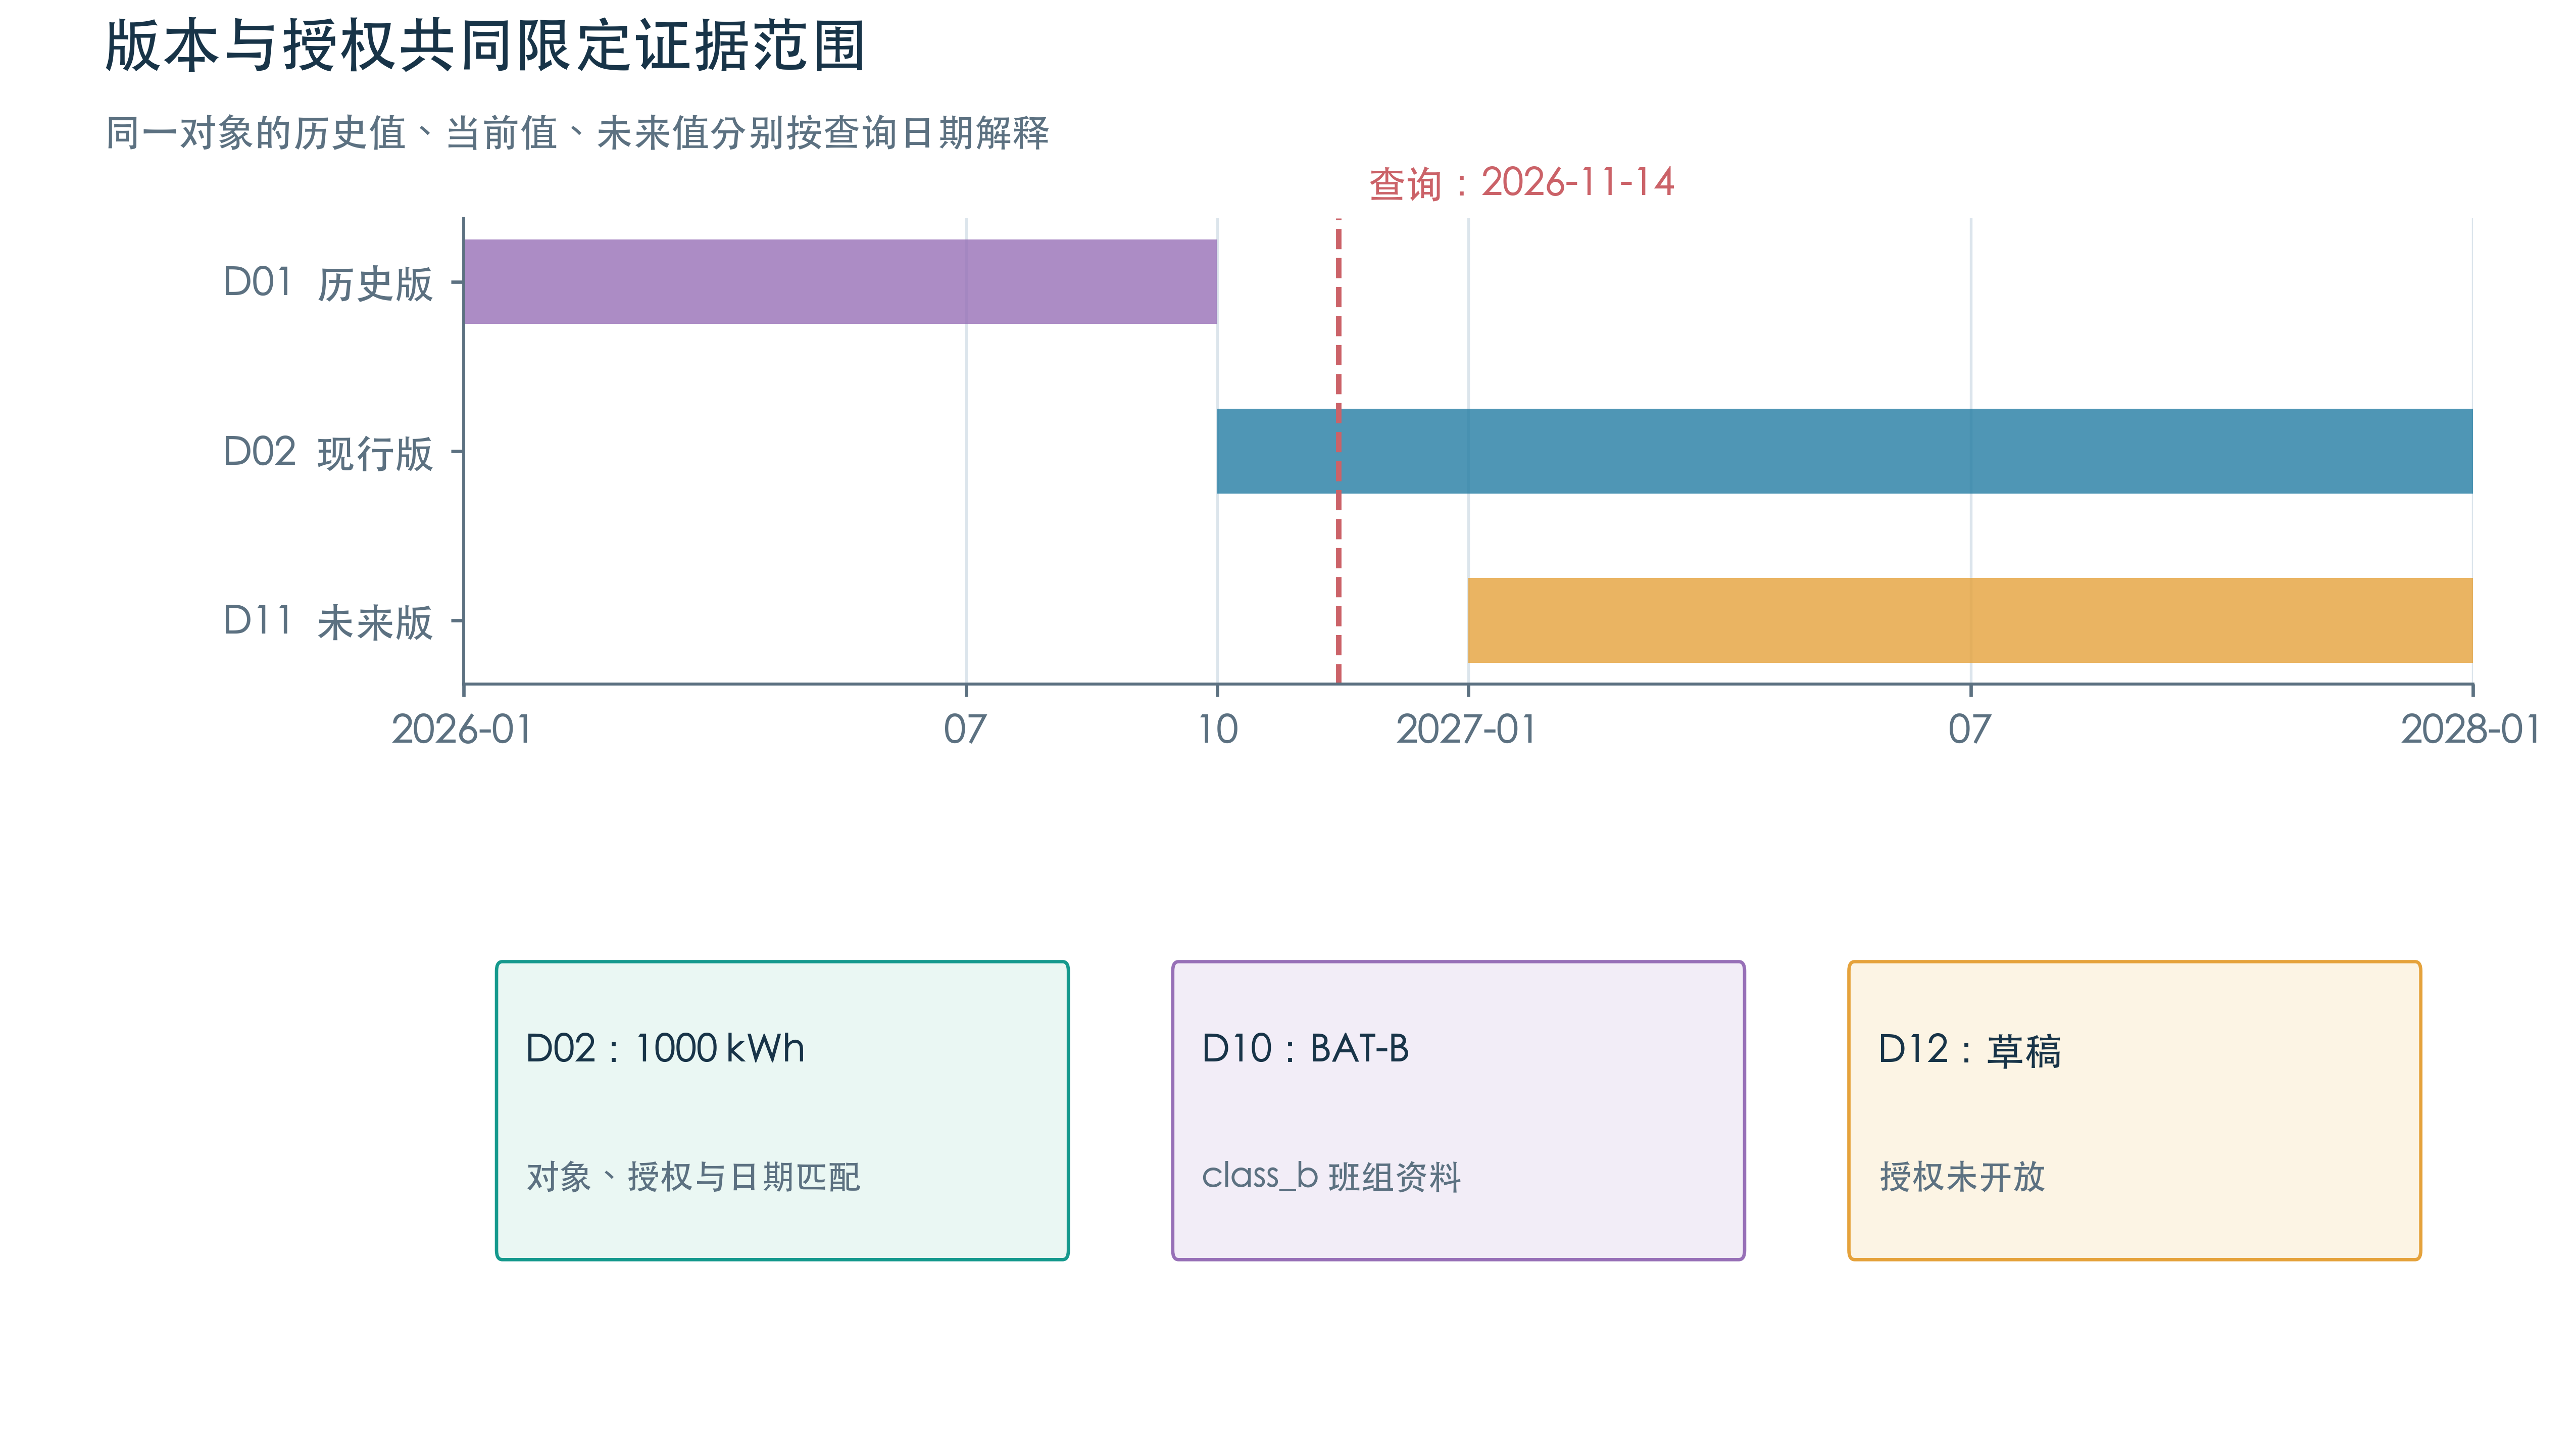 版本与授权共同限定证据范围
同一对象的历史值、当前值、未来值分别按查询日期解释
查询：2026-11-14
D01 历史版
D02 现行版
D11 未来版
2026-01 07 10 2027-01 07 2028-01
D02：1000 kWh
对象、授权与日期匹配
D10：BAT-B
class_b 班组资料
D12：草稿
授权未开放